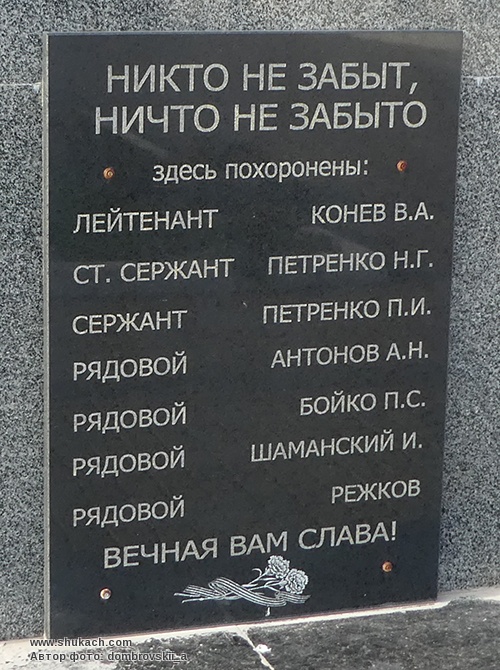 НИКТО НЕ ЗАБЫТ,
НИЧТО НЕ ЗАБЫТО
здесь похоронены:
ЛЕЙТЕНАНТ КОНЕВ В.А.
СТ. СЕРЖАНТ ПЕТРЕНКО Н.Г.
СЕРЖАНТ ПЕТРЕНКО П.И.
РЯДОВОЙ АНТОНОВ А.Н.
РЯДОВОЙ БОЙКО П.С.
РЯДОВОЙ ШАМАНСКИЙ И.
РЯДОВОЙ РЕЖКОВ
ВЕЧНАЯ ВАМ СЛАВА!
www.shukach.com
Автор фото: dombrovskii_a